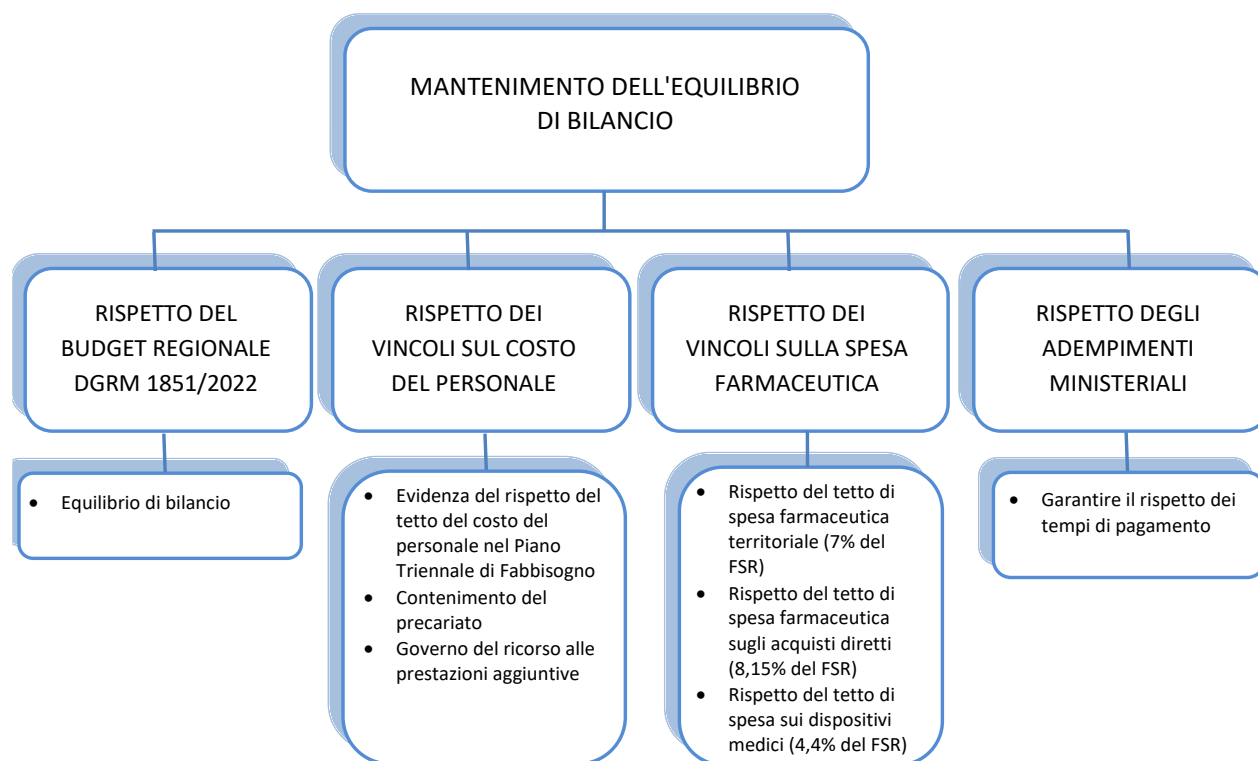 MANTENIMENTO DELL'EQUILIBRIO
DI BILANCIO
RISPETTO DEL
BUDGET REGIONALE
DGRM 1851/2022
RISPETTO DEI
VINCOLI SUL COSTO
DEL PERSONALE
RISPETTO DEI
VINCOLI SULLA SPESA
FARMACEUTICA
RISPETTO DEGLI
ADEMPIMENTI
MINISTERIALI
• Equilibrio di bilancio
• Evidenza del rispetto del
tetto del costo del
personale nel Piano
Triennale di Fabbisogno
• Contenimento del
precariato
• Governo del ricorso alle
prestazioni aggiuntive
• Rispetto del tetto di
spesa farmaceutica
territoriale (7% del
FSR)
• Rispetto del tetto di
spesa farmaceutica
sugli acquisti diretti
(8,15% del FSR)
• Rispetto del tetto di
spesa sui dispositivi
medici (4,4% del FSR)
• Garantire il rispetto dei
tempi di pagamento